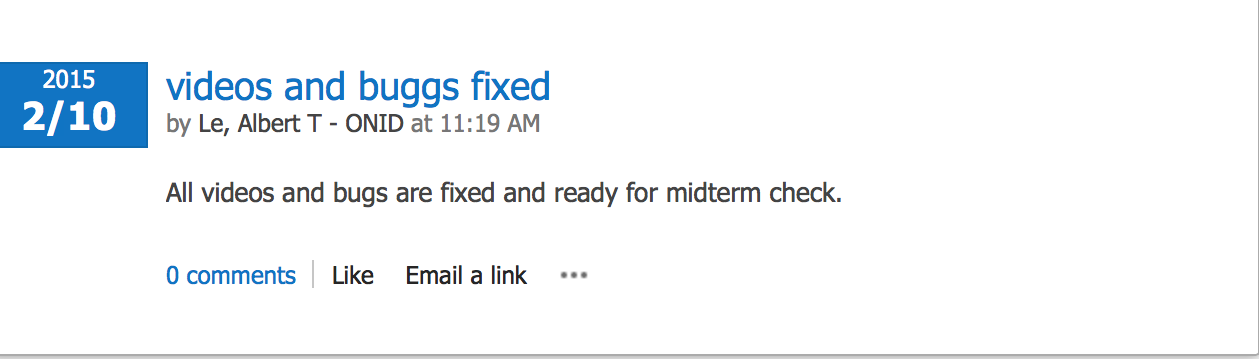 2015
2/10
videos and buggs fixed
by Le, Albert T - ONID at 11:19 AM
All videos and bugs are fixed and ready for midterm check.
0 comments Like Email a link